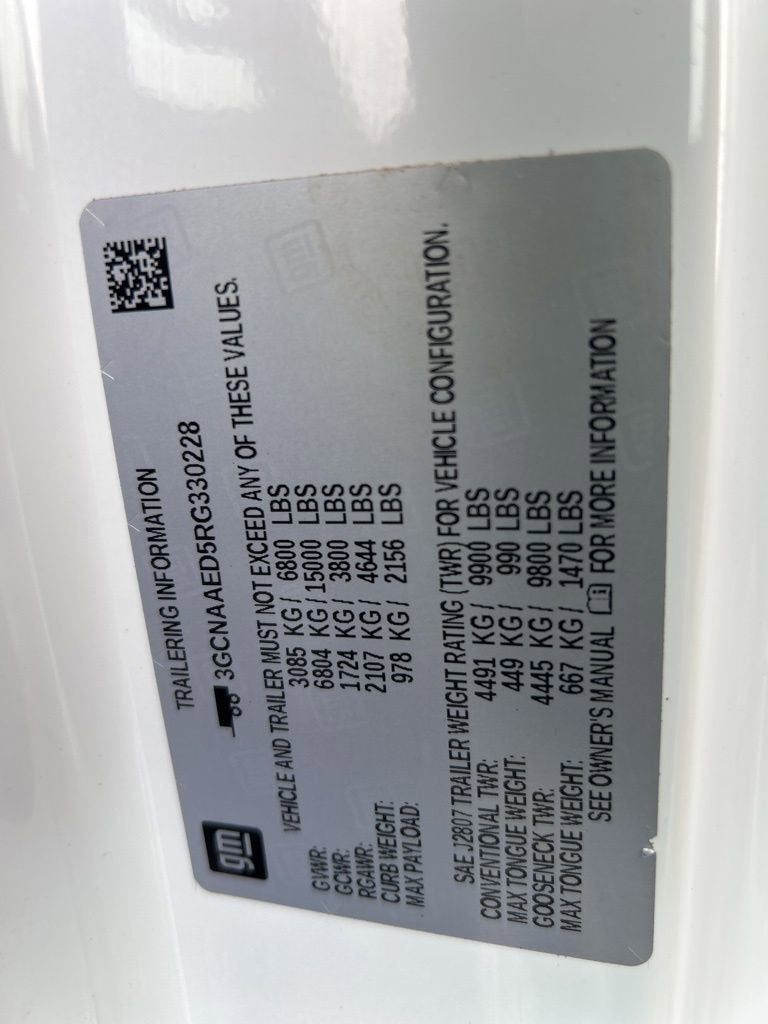 gm
TRAILERING INFORMATION
3GCNAAED5RG330228
VEHICLE AND TRAILER MUST NOT EXCEED ANY OF THESE VALUES.
GVWR: 3085 KG / 6800 LBS
GCWR: 6804 KG / 15000 LBS
RGAWR: 1724 KG / 3800 LBS
CURB WEIGHT: 2107 KG / 4644 LBS
MAX PAYLOAD: 978 KG / 2156 LBS
SAE J2807 TRAILER WEIGHT RATING (TWR) FOR VEHICLE CONFIGURATION.
CONVENTIONAL TWR: 4491 KG / 9900 LBS
MAX TONGUE WEIGHT: 449 KG / 990 LBS
GOOSENECK TWR: 4445 KG / 9800 LBS
MAX TONGUE WEIGHT: 667 KG / 1470 LBS
SEE OWNER'S MANUAL FOR MORE INFORMATION